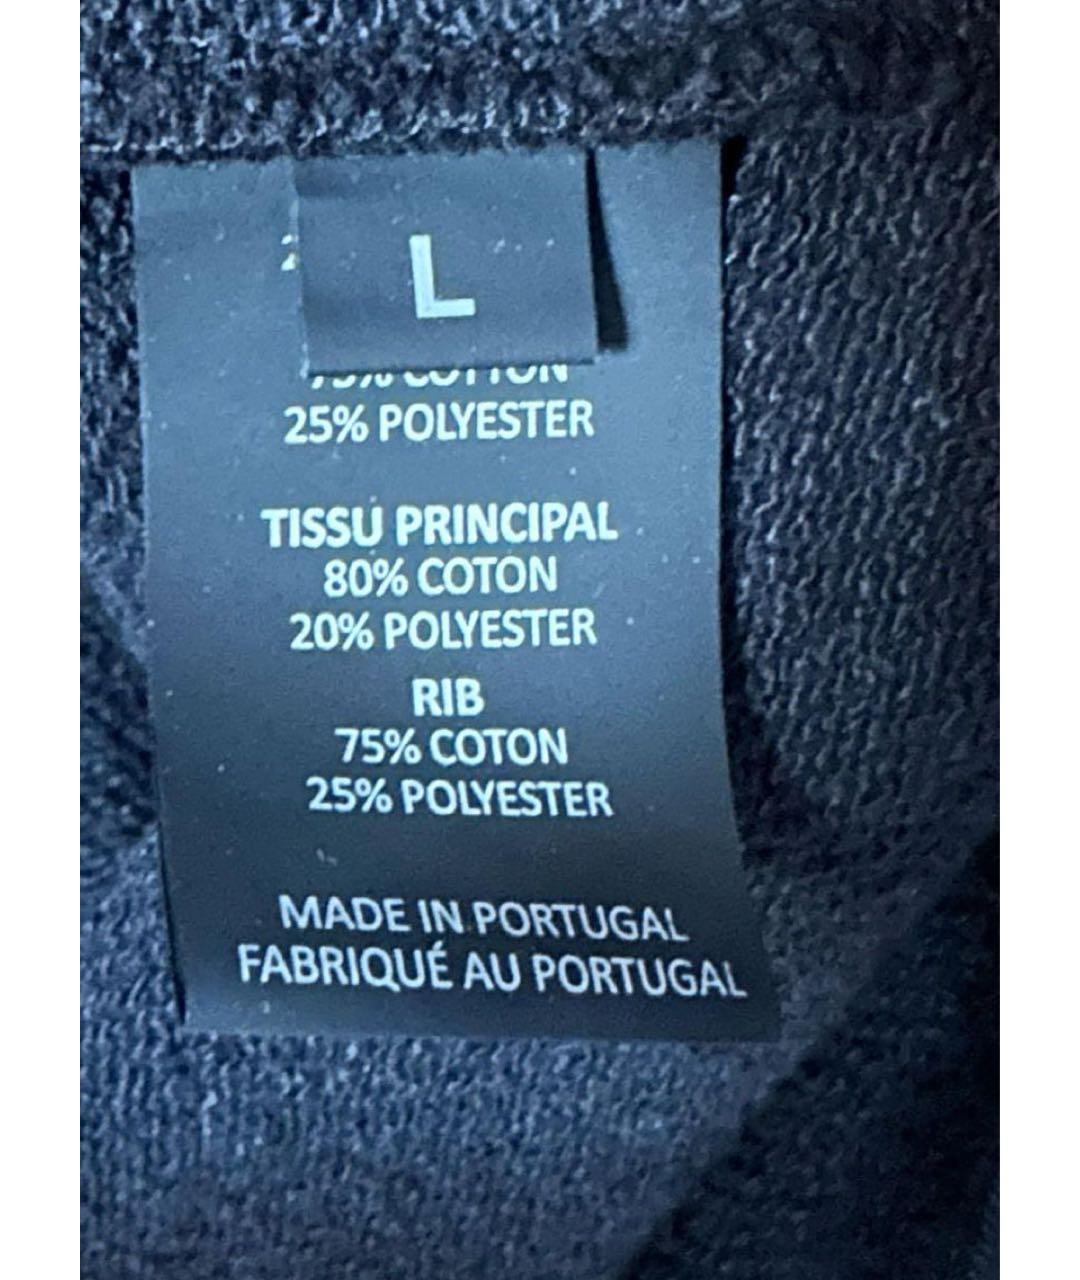 L
25% POLYESTER
TISSU PRINCIPAL
80% COTON
20% POLYESTER
RIB
75% COTON
25% POLYESTER
MADE IN PORTUGAL
FABRIQUÉ AU PORTUGAL